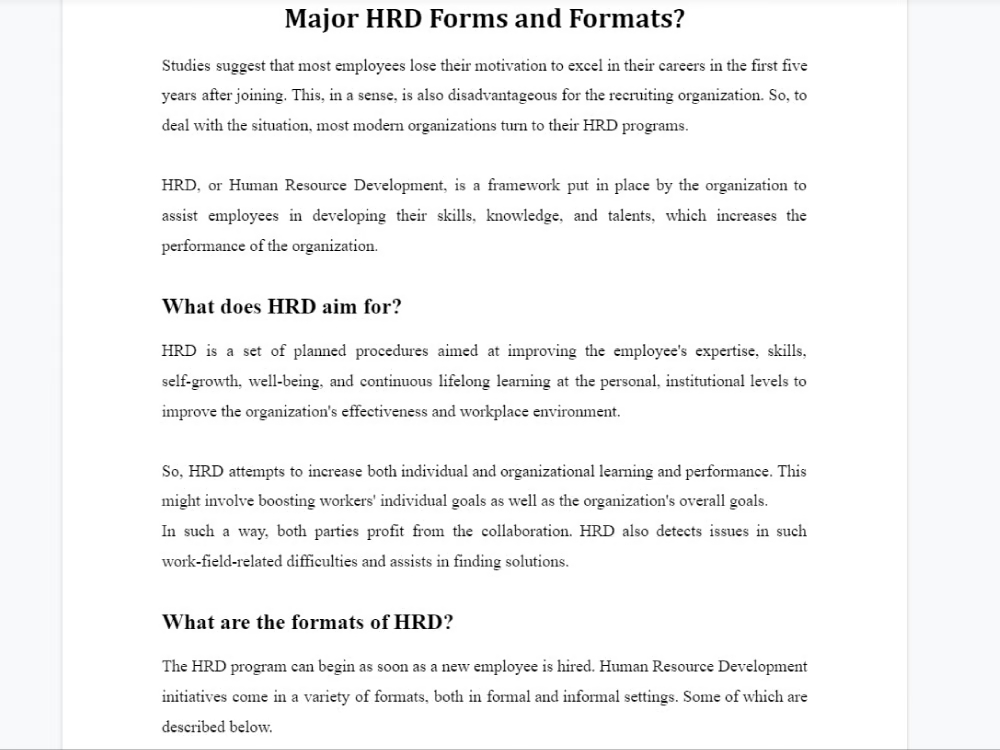 Major HRD Forms and Formats?
Studies suggest that most employees lose their motivation to excel in their careers in the first five
years after joining. This, in a sense, is also disadvantageous for the recruiting organization. So, to
deal with the situation, most modern organizations turn to their HRD programs.
HRD, or Human Resource Development, is a framework put in place by the organization to
assist employees in developing their skills, knowledge, and talents, which increases the
performance of the organization.
What does HRD aim for?
HRD is a set of planned procedures aimed at improving the employee's expertise, skills,
self-growth, well-being, and continuous lifelong learning at the personal, institutional levels to
improve the organization's effectiveness and workplace environment.
So, HRD attempts to increase both individual and organizational learning and performance. This
might involve boosting workers' individual goals as well as the organization's overall goals.
In such a way, both parties profit from the collaboration. HRD also detects issues in such
work-field-related difficulties and assists in finding solutions.
What are the formats of HRD?
The HRD program can begin as soon as a new employee is hired. Human Resource Development
initiatives come in a variety of formats, both in formal and informal settings. Some of which are
described below.